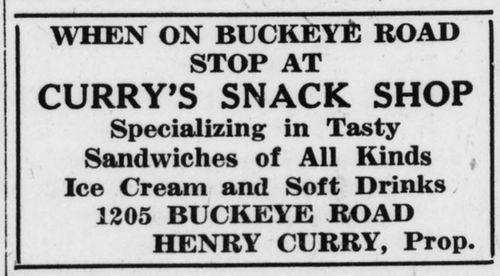 WHEN ON BUCKEYE ROAD
STOP AT
CURRY'S SNACK SHOP
Specializing in Tasty
Sandwiches of All Kinds
Ice Cream and Soft Drinks
1205 BUCKEYE ROAD
HENRY CURRY, Prop.